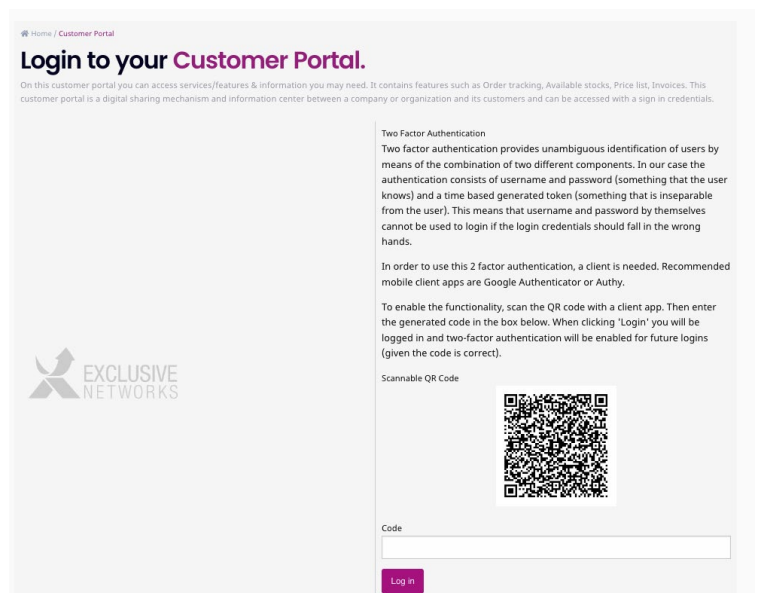 Home / Customer Portal
Login to your Customer Portal.
On this customer portal you can access services/features & information you may need. It contains features such as Order tracking, Available stocks, Price list, Invoices. This
customer portal is a digital sharing mechanism and information center between a company or organization and its customers and can be accessed with a sign in credentials.
EXCLUSIVE
NETWORKS
Two Factor Authentication
Two factor authentication provides unambiguous identification of users by
means of the combination of two different components. In our case the
authentication consists of username and password (something that the user
knows) and a time based generated token (something that is inseparable
from the user). This means that username and password by themselves
cannot be used to login if the login credentials should fall in the wrong
hands.
In order to use this 2 factor authentication, a client is needed. Recommended
mobile client apps are Google Authenticator or Authy.
To enable the functionality, scan the QR code with a client app. Then enter
the generated code in the box below. When clicking 'Login' you will be
logged in and two-factor authentication will be enabled for future logins
(given the code is correct).
Scannable QR Code
Code
Log in